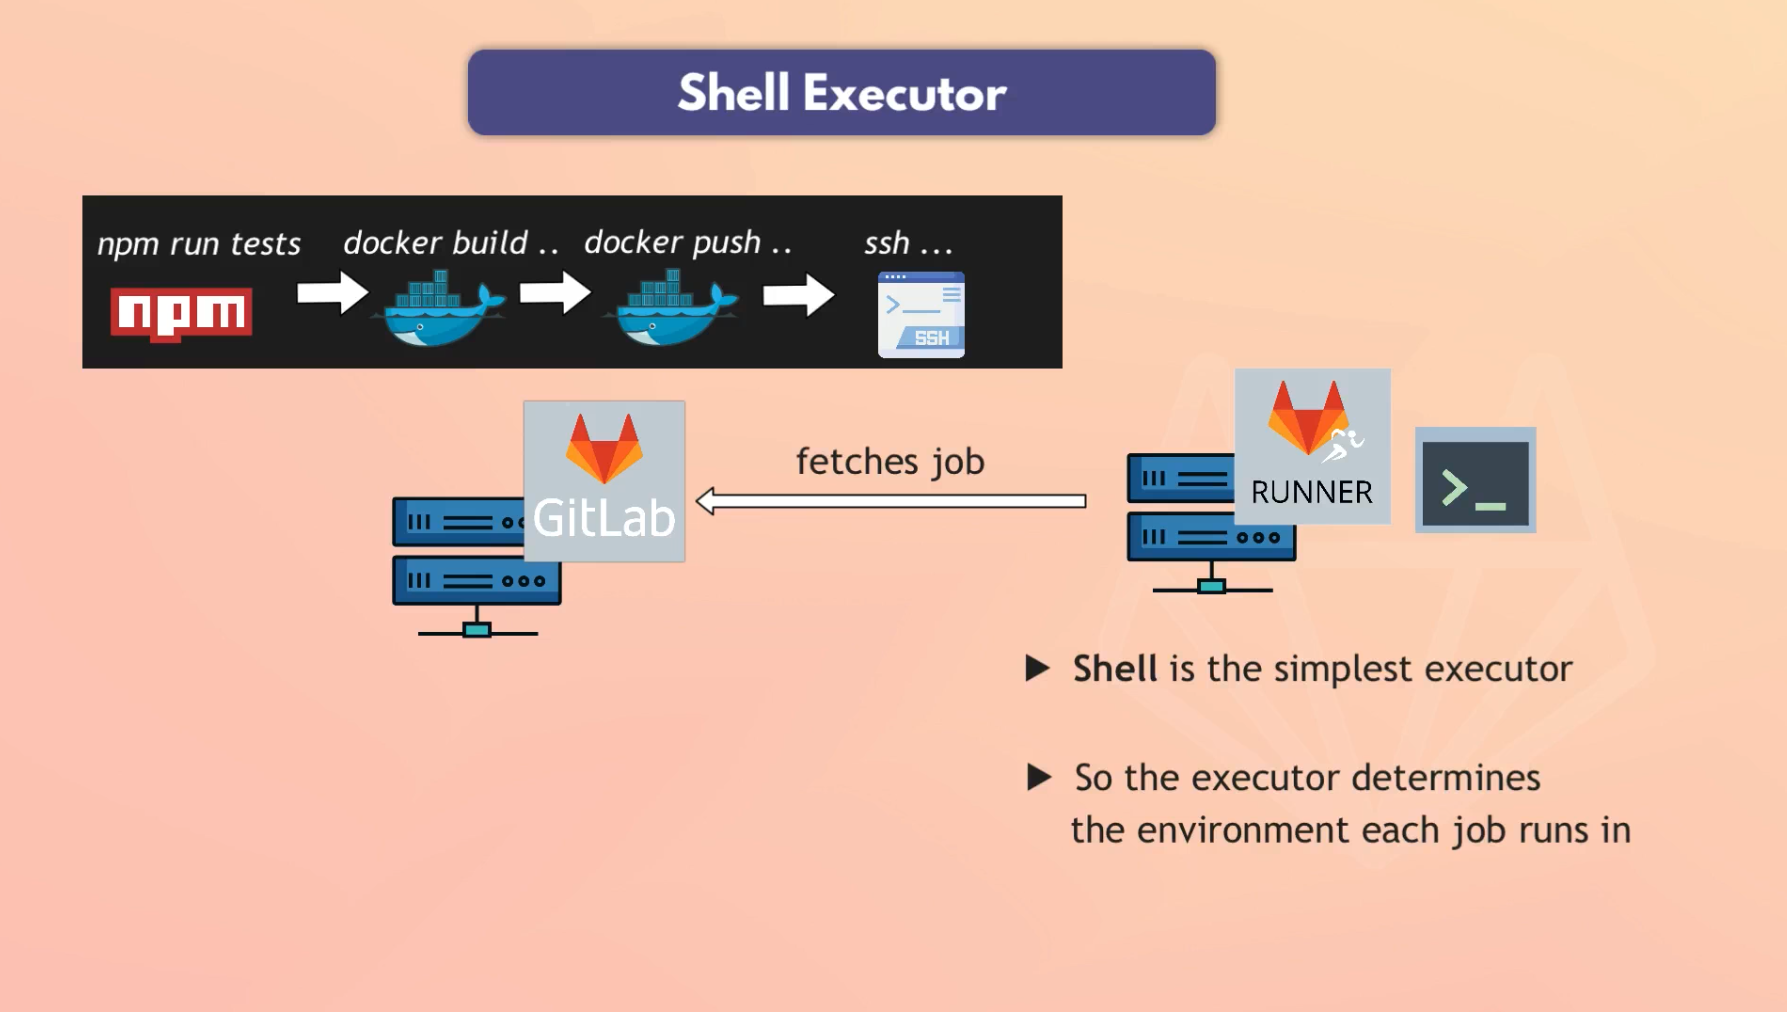 Shell Executor
npm run tests
docker build ..
docker push ..
ssh ...
npm
SSH
GitLab
fetches job
RUNNER
>_
▶ Shell is the simplest executor
▶ So the executor determines
the environment each job runs in